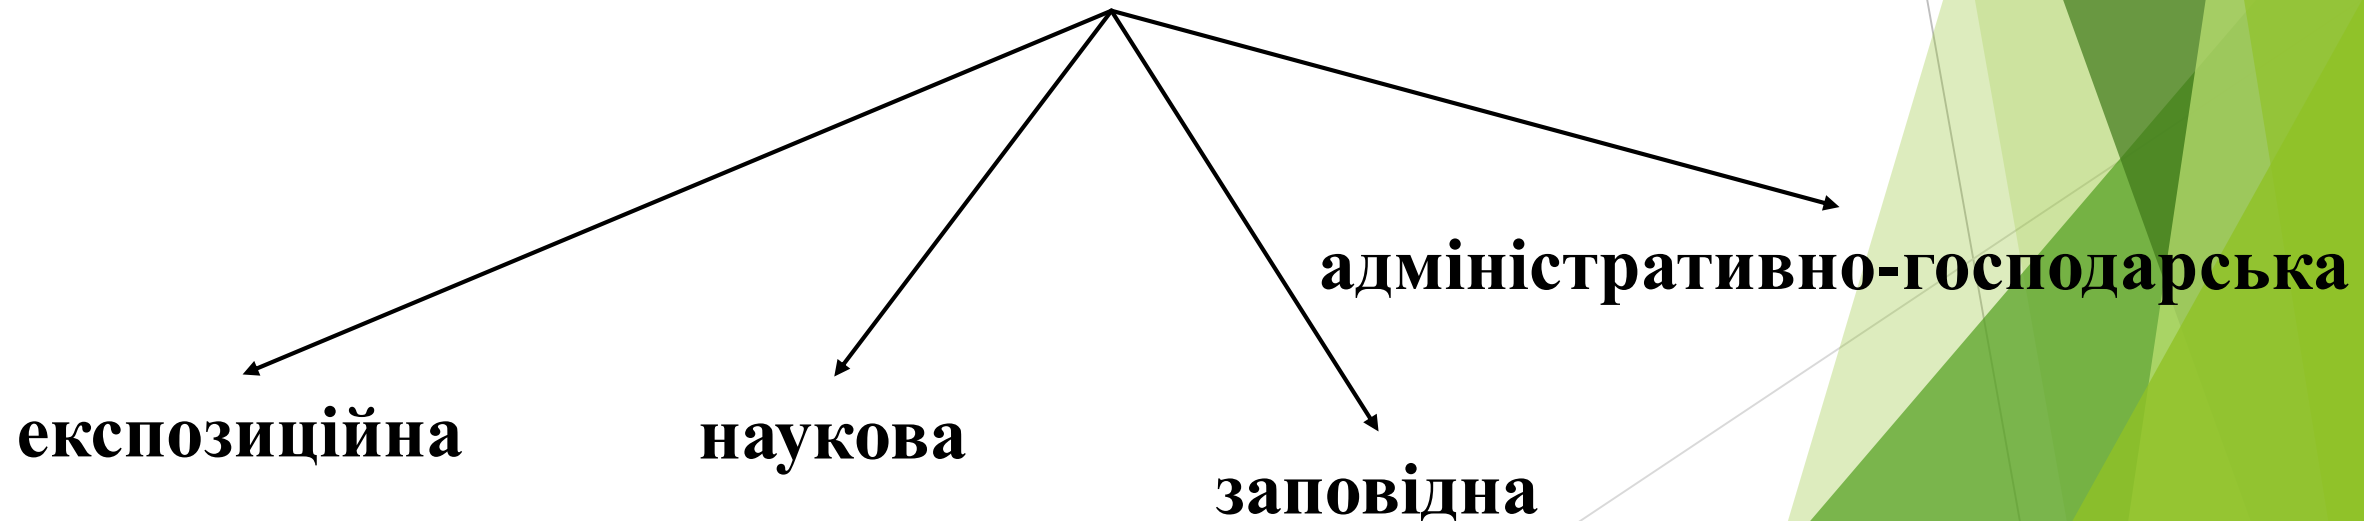 адміністративно-господарська
експозиційна
наукова
заповідна